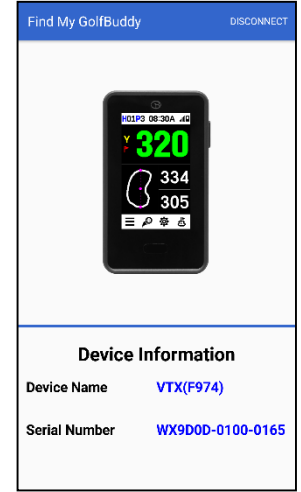 Find My GolfBuddy DISCONNECT
H01P3 08:30A
Y 320
334
305
Device Information
Device Name VTX(F974)
Serial Number WX9D0D-0100-0165